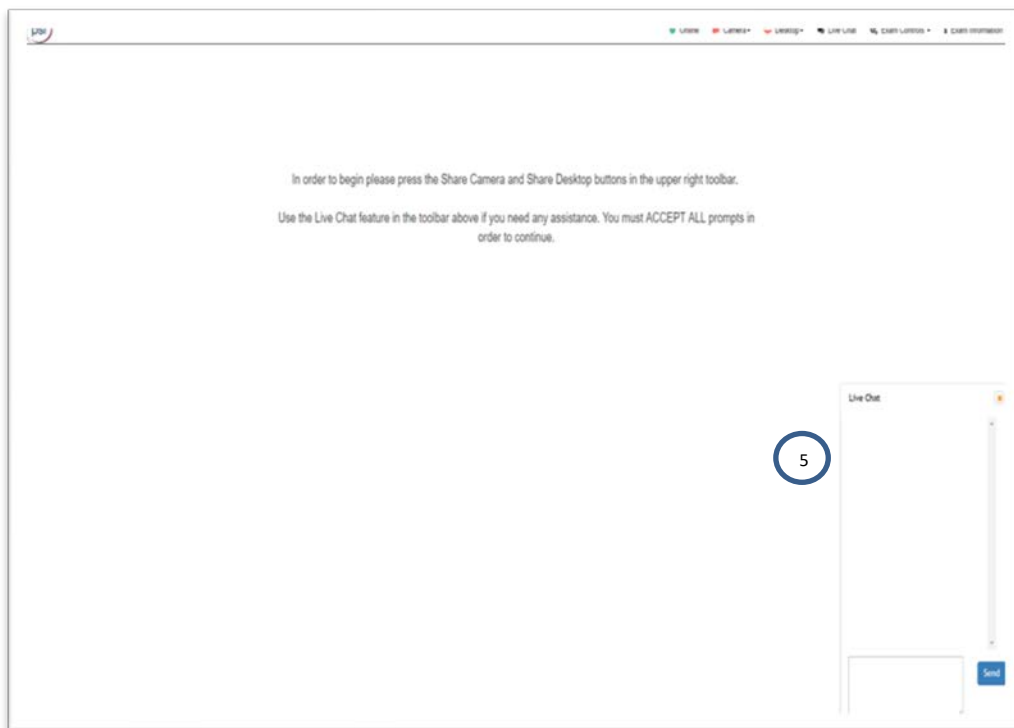 psi
Online Camera Desktop Live Chat Exam Controls Exam Information
In order to begin please press the Share Camera and Share Desktop buttons in the upper right toolbar.
Use the Live Chat feature in the toolbar above if you need any assistance. You must ACCEPT ALL prompts in
order to continue.
Live Chat
5
Send